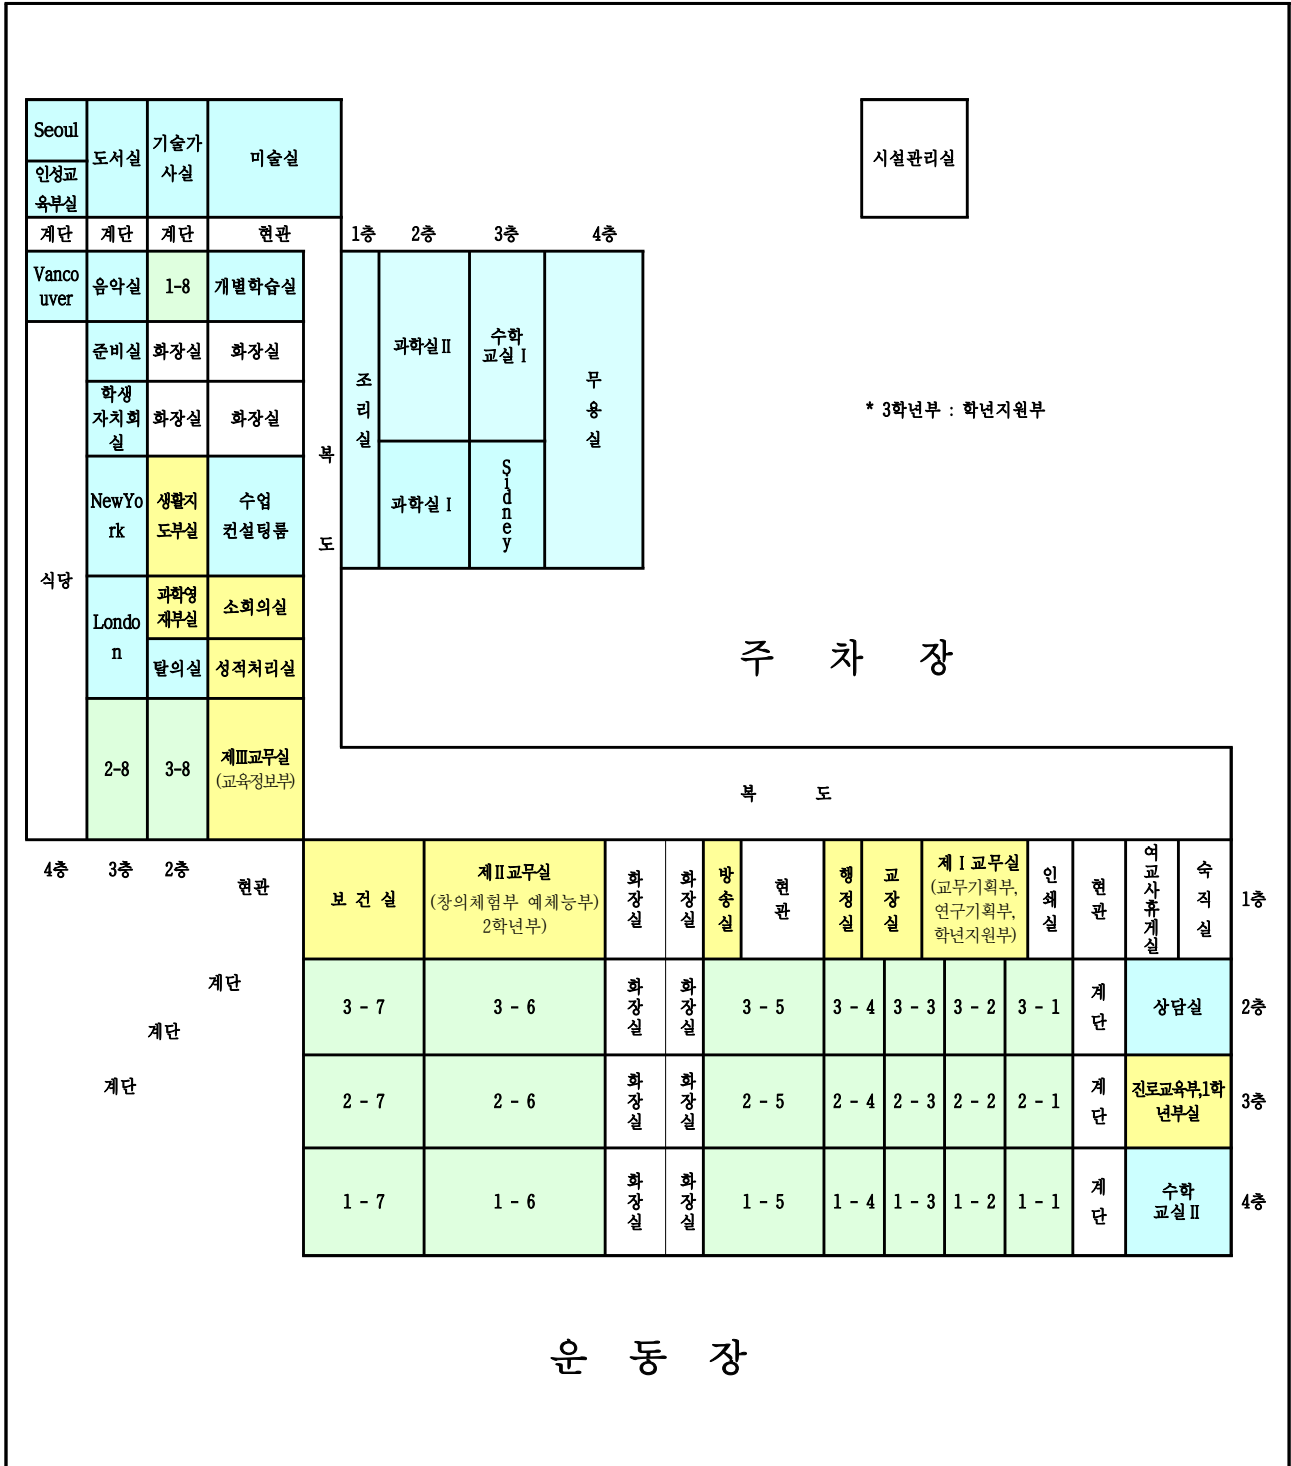 Seoul
인성교
육부실
도서실
기술가
사실
미술실
시설관리실
계단
계단
계단
현관
1층
2층
3층
4층
Vanco
uver
음악실
1-8
개별학습실
준비실
화장실
화장실
학생
자치회
실
화장실
화장실
NewYo
rk
생활지
도부실
수업
컨설팅룸
식당
Londo
n
과학영
재부실
소회의실
탈의실
성적처리실
2-8
3-8
제Ⅲ교무실
(교육정보부)
복
도
조
리
실
과학실Ⅱ
과학실Ⅰ
수학
교실Ⅰ
S
i
d
n
e
y
무
용
실
* 3학년부 : 학년지원부
주 차 장
복 도
4층
3층
2층
현관
계단
계단
계단
보 건 실
제Ⅱ교무실
(창의체험부 예체능부)
2학년부)
화
장
실
화
장
실
방
송
실
현
관
행
정
실
교
장
실
제Ⅰ교무실
(교무기획부,
연구기획부,
학년지원부)
인
쇄
실
현
관
여
교
사
휴
게
실
숙
직
실
1층
3 - 7
3 - 6
화
장
실
화
장
실
3 - 5
3 - 4
3 - 3
3 - 2
3 - 1
계
단
상담실
2층
2 - 7
2 - 6
화
장
실
화
장
실
2 - 5
2 - 4
2 - 3
2 - 2
2 - 1
계
단
진로교육부,1학
년부실
3층
1 - 7
1 - 6
화
장
실
화
장
실
1 - 5
1 - 4
1 - 3
1 - 2
1 - 1
계
단
수학
교실Ⅱ
4층
운 동 장